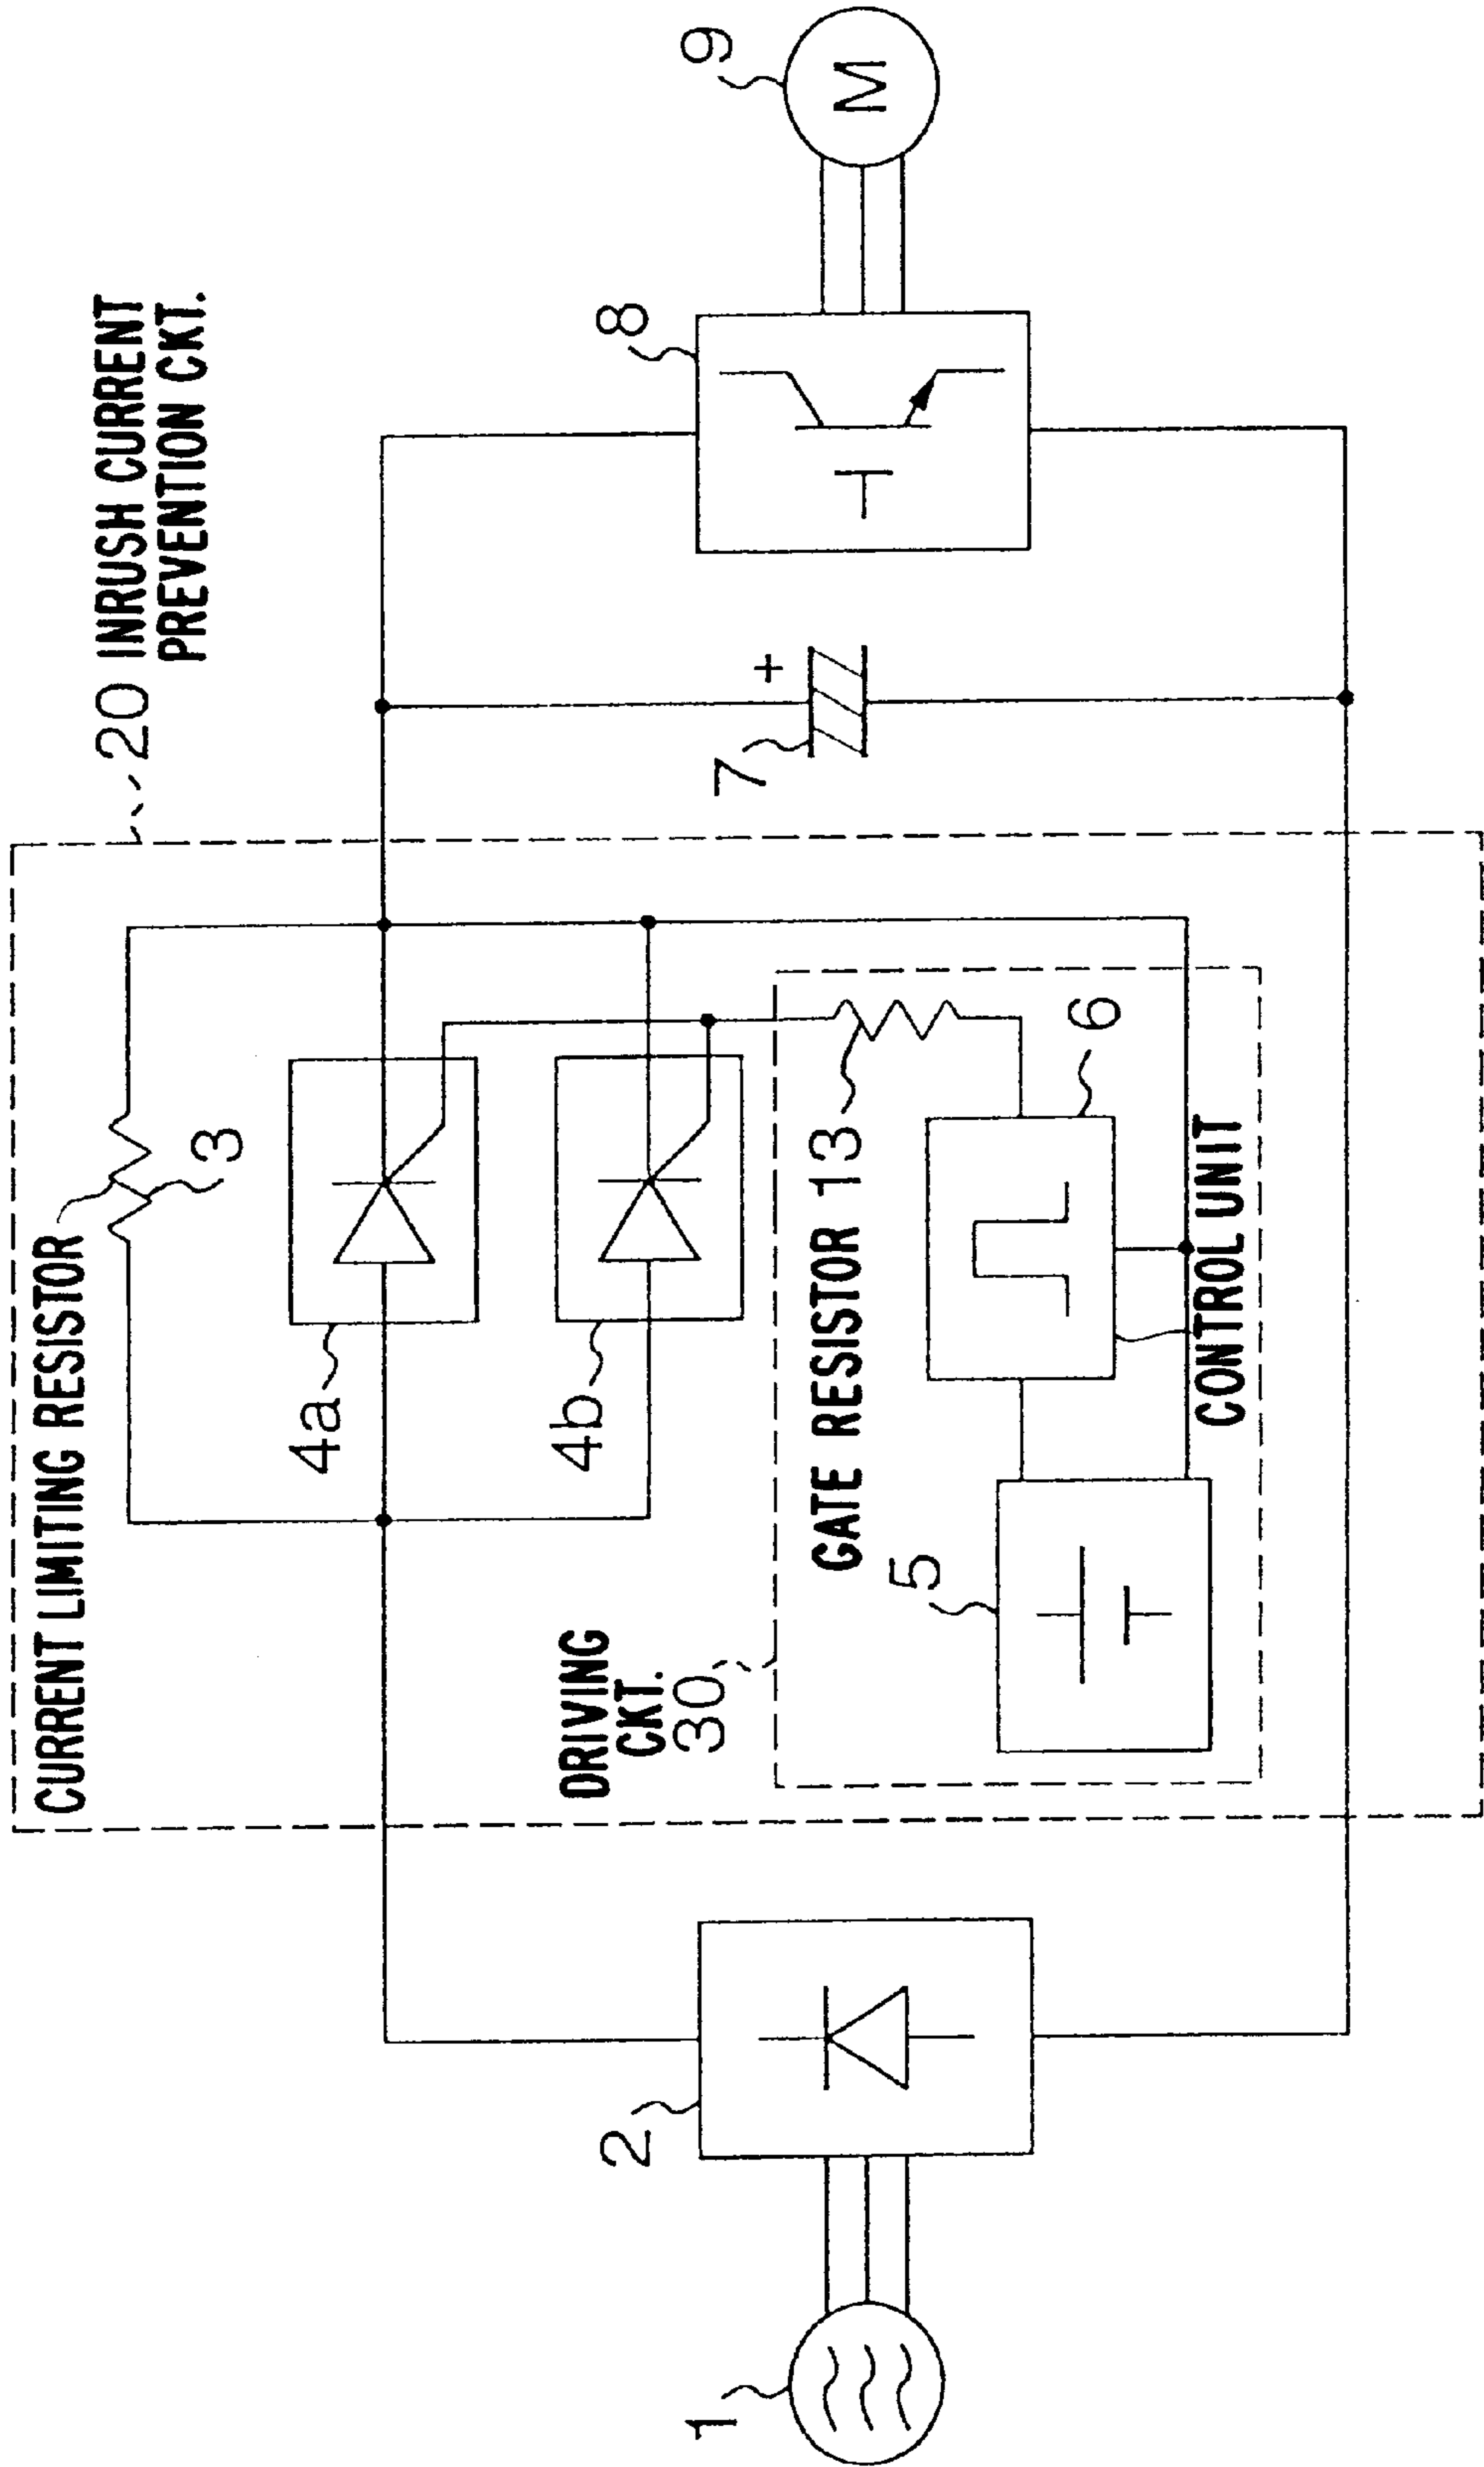 20 INRUSH CURRENT
PREVENTION CKT.
CURRENT LIMITING RESISTOR
3
4a
4b
DRIVING
CKT.
30
GATE RESISTOR 13
5
6
CONTROL UNIT
1
2
7
+
8
9
M